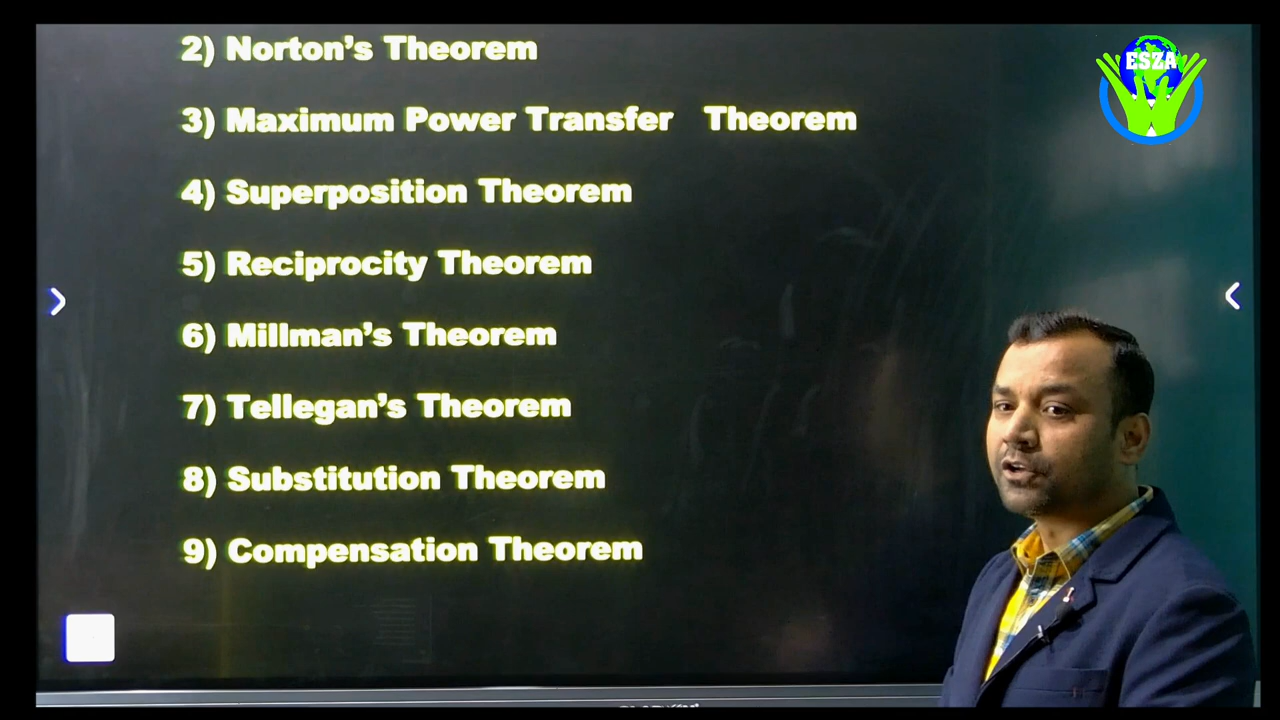 2) Norton’s Theorem
ESZA
3) Maximum Power Transfer Theorem
4) Superposition Theorem
5) Reciprocity Theorem
6) Millman’s Theorem
7) Tellegan’s Theorem
8) Substitution Theorem
9) Compensation Theorem